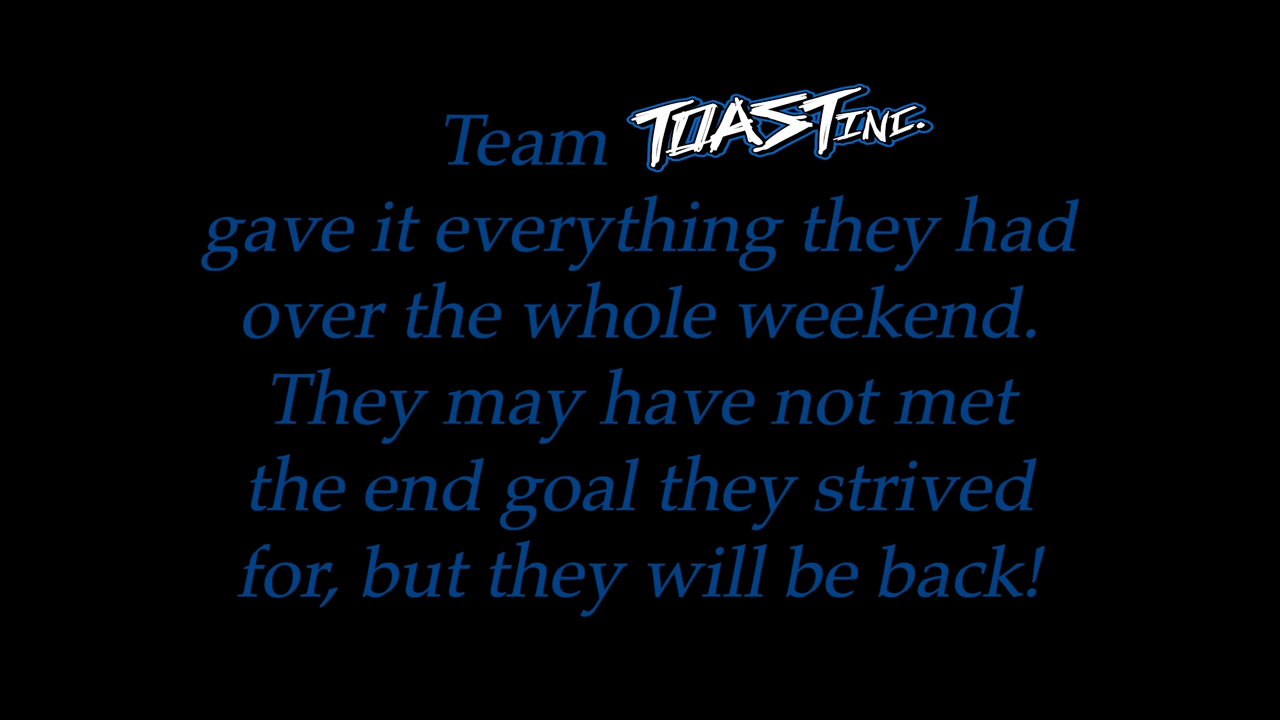 Team TOAST INC.
gave it everything they had
over the whole weekend.
They may have not met
the end goal they strived
for, but they will be back!